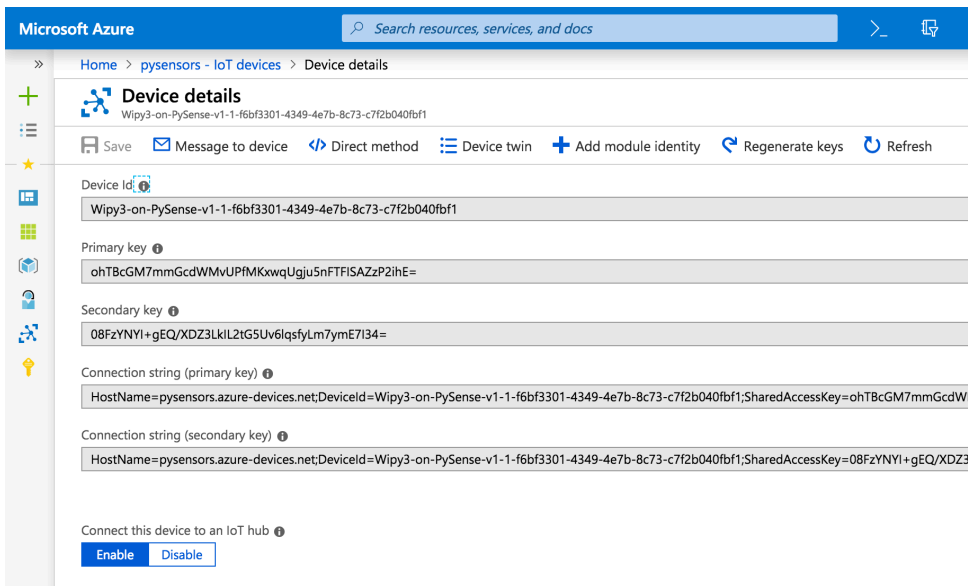 Microsoft Azure
Search resources, services, and docs
Home > pysensors - IoT devices > Device details
Device details
Wipy3-on-PySense-v1-1-f6bf3301-4349-4e7b-8c73-c7f2b040fbf1
Save Message to device Direct method Device twin Add module identity Regenerate keys Refresh
Device Id
Wipy3-on-PySense-v1-1-f6bf3301-4349-4e7b-8c73-c7f2b040fbf1
Primary key
ohTBcGM7mmGcdWMvUPfMKxwqUgju5nFTFISAZzP2ihE=
Secondary key
08FzYNYI+gEQ/XDZ3LkIL2tG5Uv6lqsfyLm7ymE7I34=
Connection string (primary key)
HostName=pysensors.azure-devices.net;DeviceId=Wipy3-on-PySense-v1-1-f6bf3301-4349-4e7b-8c73-c7f2b040fbf1;SharedAccessKey=ohTBcGM7mmGcdW
Connection string (secondary key)
HostName=pysensors.azure-devices.net;DeviceId=Wipy3-on-PySense-v1-1-f6bf3301-4349-4e7b-8c73-c7f2b040fbf1;SharedAccessKey=08FzYNYI+gEQ/XDZ3
Connect this device to an IoT hub
Enable Disable